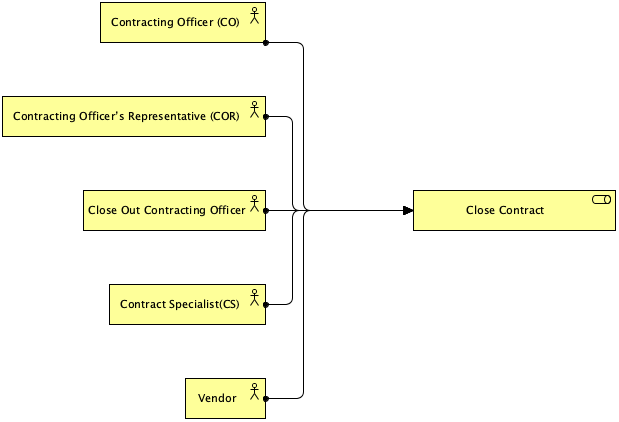 Contracting Officer (CO)
Contracting Officer's Representative (COR)
Close Out Contracting Officer
Close Contract
Contract Specialist(CS)
Vendor